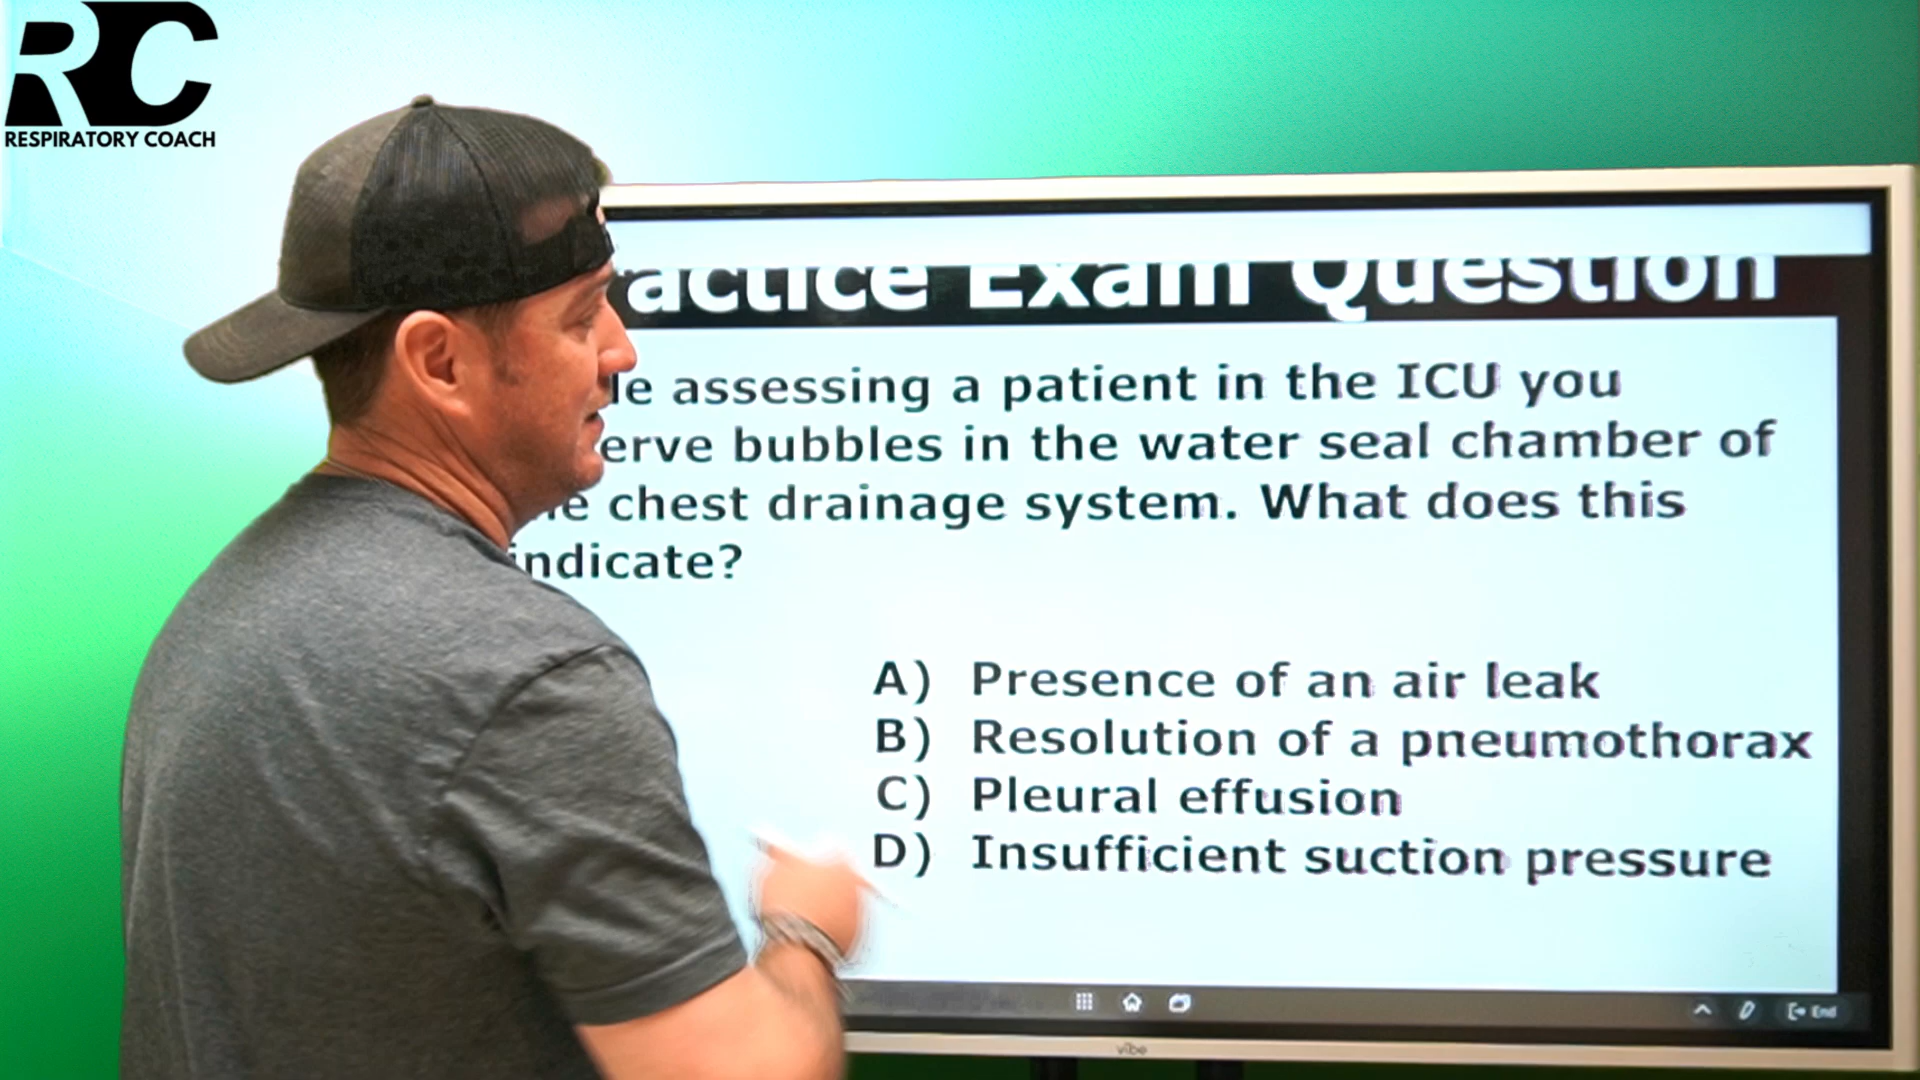 RC
RESPIRATORY COACH
actice Exam Question
le assessing a patient in the ICU you
erve bubbles in the water seal chamber of
e chest drainage system. What does this
indicate?
A) Presence of an air leak
B) Resolution of a pneumothorax
C) Pleural effusion
D) Insufficient suction pressure
End
vibe